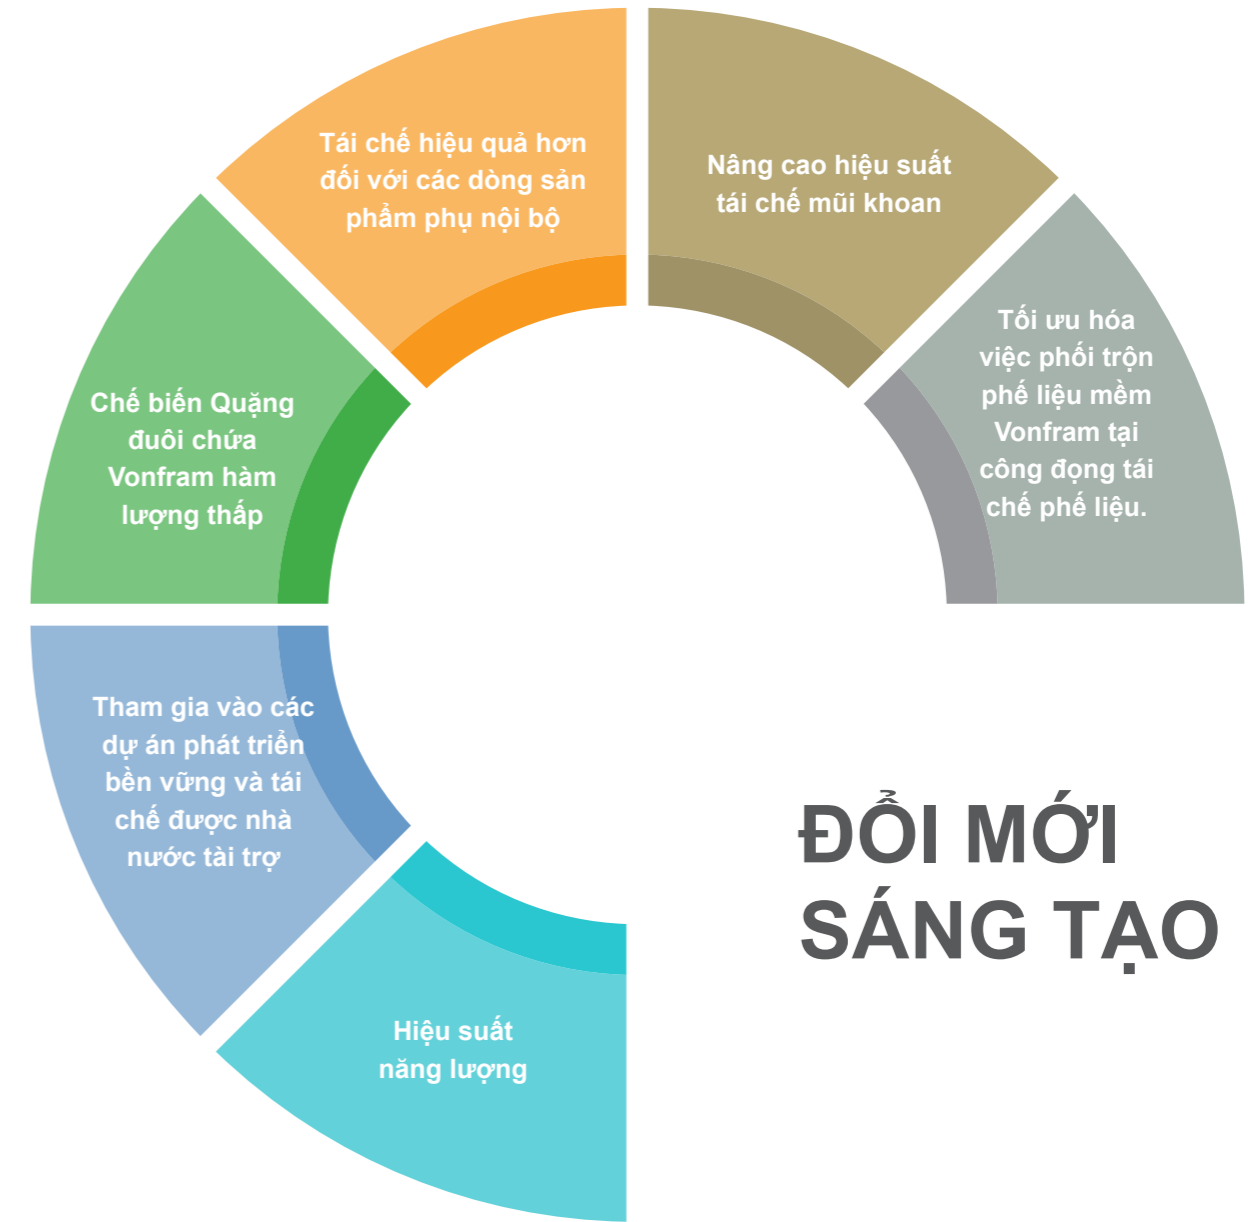 Tái chế hiệu quả hơn
đối với các dòng sản
phẩm phụ nội bộ
Nâng cao hiệu suất
tái chế mũi khoan
Tối ưu hóa
việc phối trộn
phế liệu mềm
Vonfram tại
công đọng tái
chế phế liệu.
Chế biến Quặng
đuôi chứa
Vonfram hàm
lượng thấp
Tham gia vào các
dự án phát triển
bền vững và tái
chế được nhà
nước tài trợ
Hiệu suất
năng lượng
ĐỔI MỚI
SÁNG TẠO